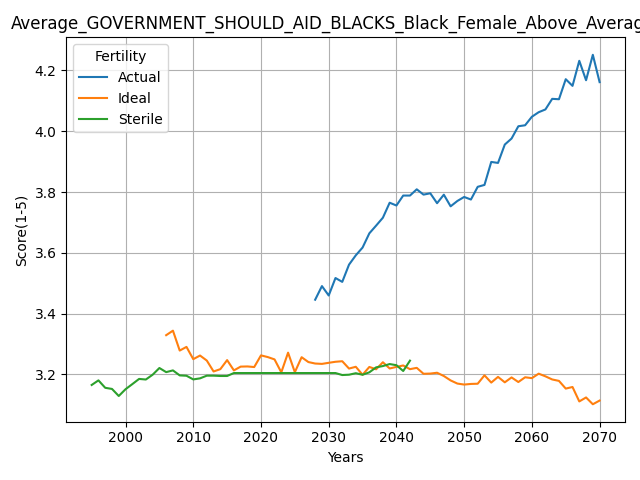 Average_GOVERNMENT_SHOULD_AID_BLACKS_Black_Female_Above_Averag
Fertility
Actual
Ideal
Sterile
Score(1-5)
4.2
4.0
3.8
3.6
3.4
3.2
2000 2010 2020 2030 2040 2050 2060 2070
Years